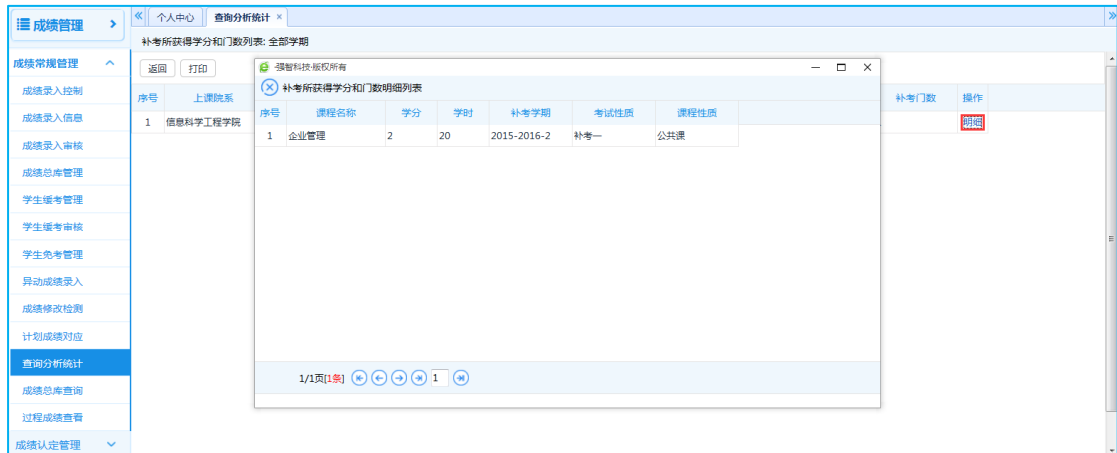 成绩管理
个人中心 查询分析统计 ×
补考所获得学分和门数列表: 全部学期
成绩常规管理
返回 打印
-强智科技-版权所有
补考所获得学分和门数明细列表
成绩录入控制
序号 上课院系 补考门数 操作
序号 课程名称 学分 学时 补考学期 考试性质 课程性质
成绩录入信息
1 信息科学工程学院 明细
1 企业管理 2 20 2015-2016-2 补考一 公共课
成绩录入审核
成绩总库管理
学生缓考管理
学生缓考审核
学生免考管理
异动成绩录入
成绩修改检测
计划成绩对应
查询分析统计
1/1页[1条] 1
成绩总库查询
过程成绩查看
成绩认定管理